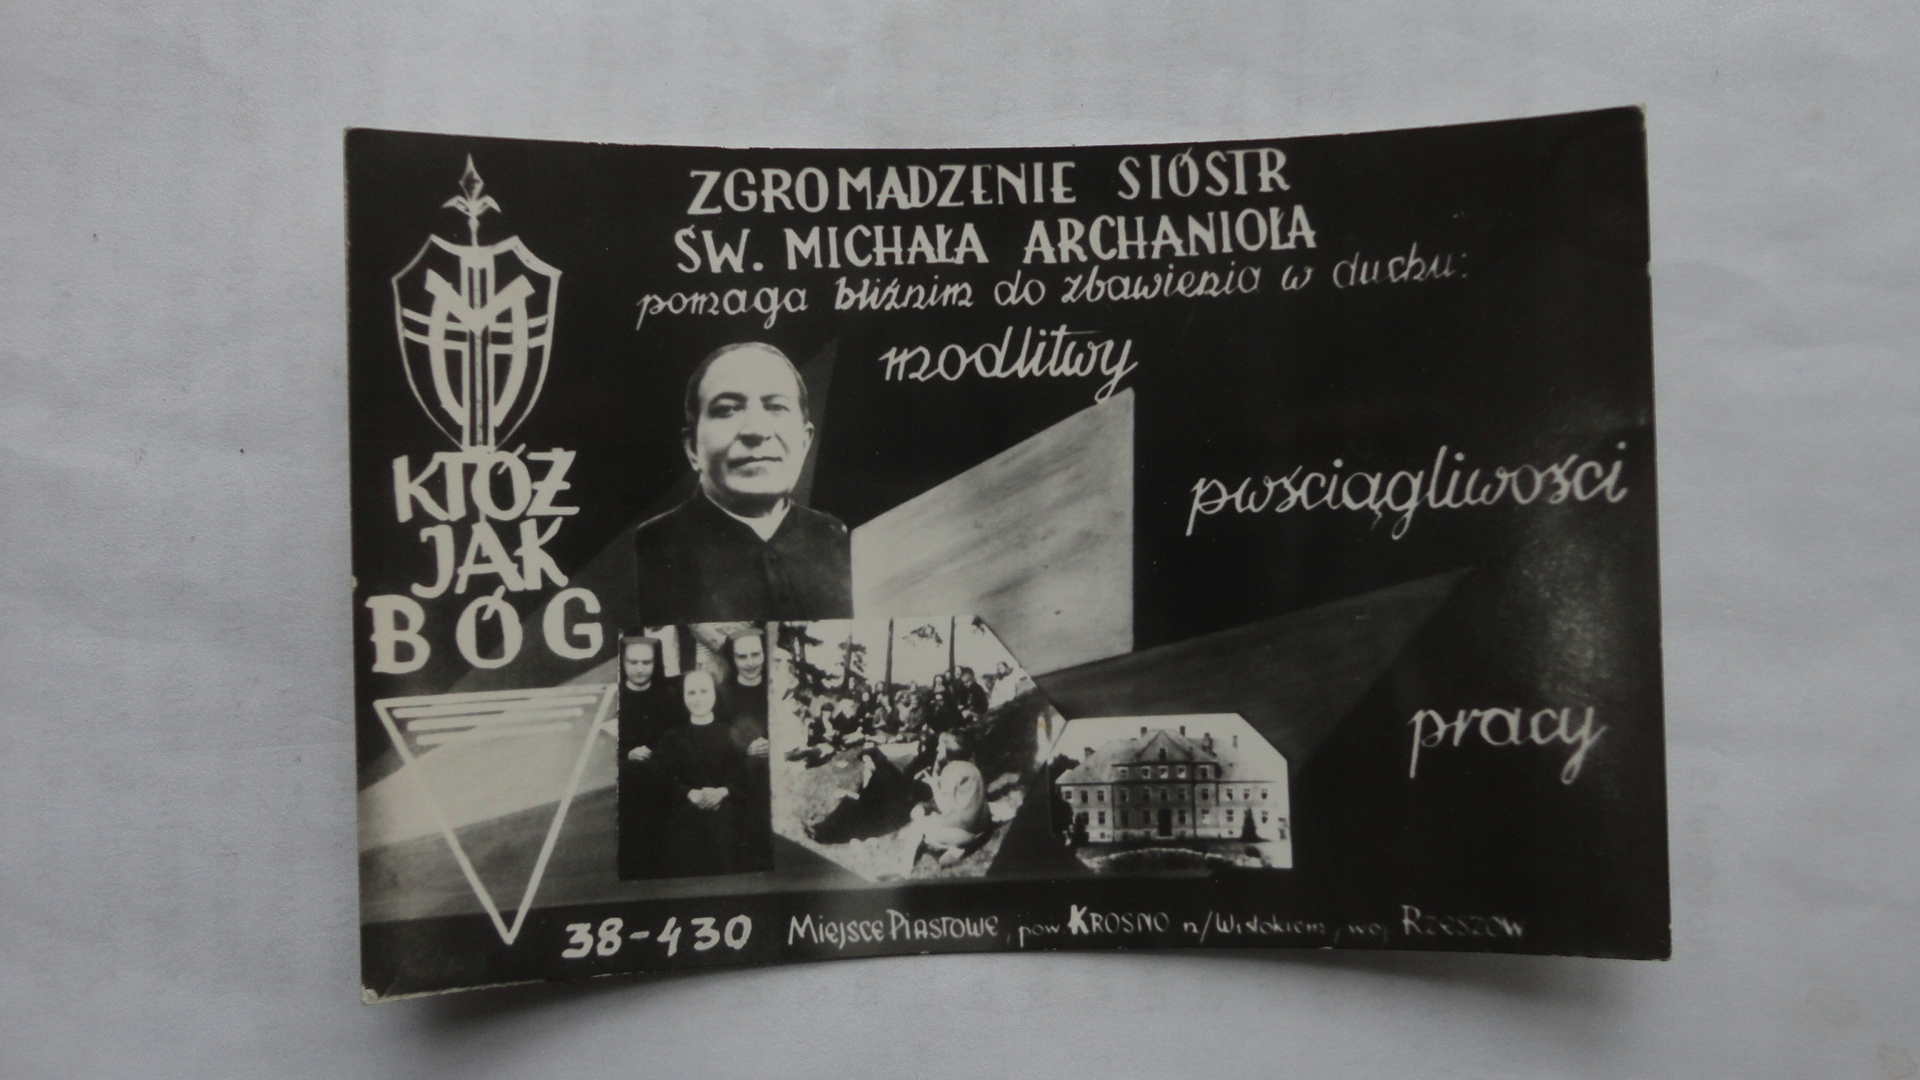 ZGROMADZENIE SIÓSTR
ŚW. MICHAŁA ARCHANIOŁA
pomaga bliźnim do zbawienia w duchu:
modlitwy
pwściągliwości
pracy
KTÓŻ
JAK
BÓG
38-430 MIEJSCE PIASTOWE, pow. KROSNO n/Wisłokiem, woj. RZESZÓW